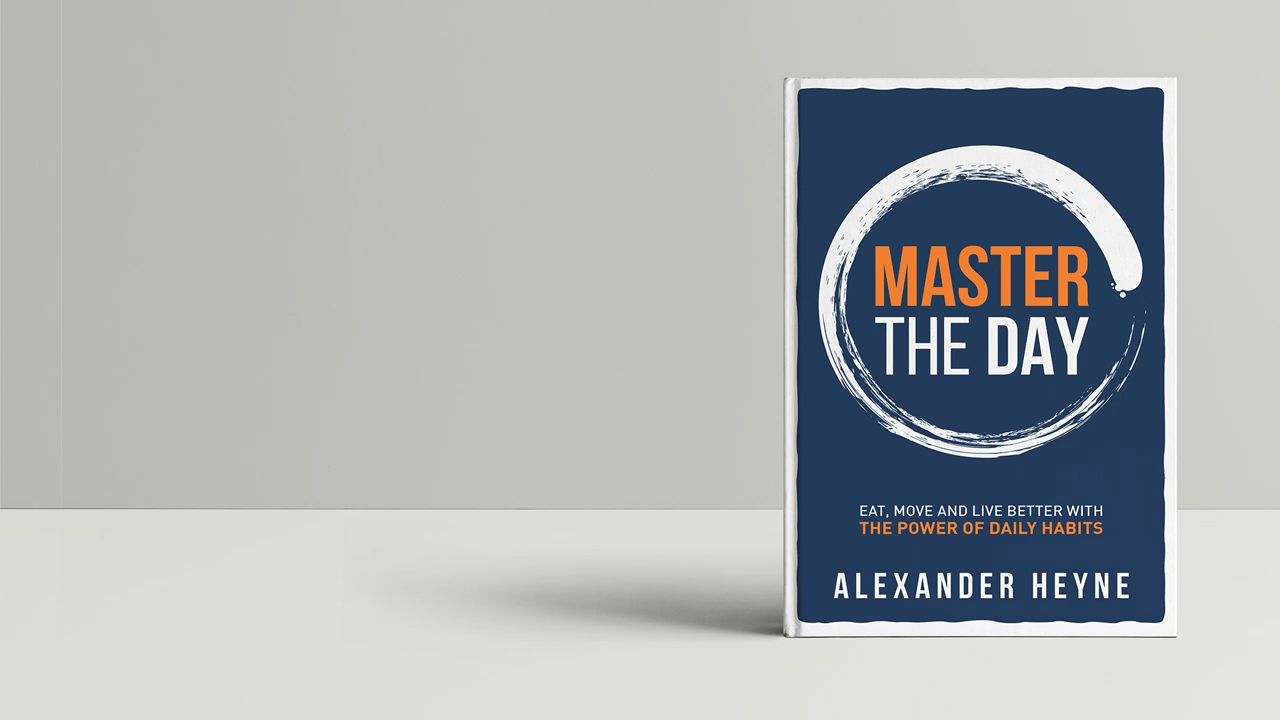 MASTER
THE DAY
EAT, MOVE AND LIVE BETTER WITH
THE POWER OF DAILY HABITS
ALEXANDER HEYNE